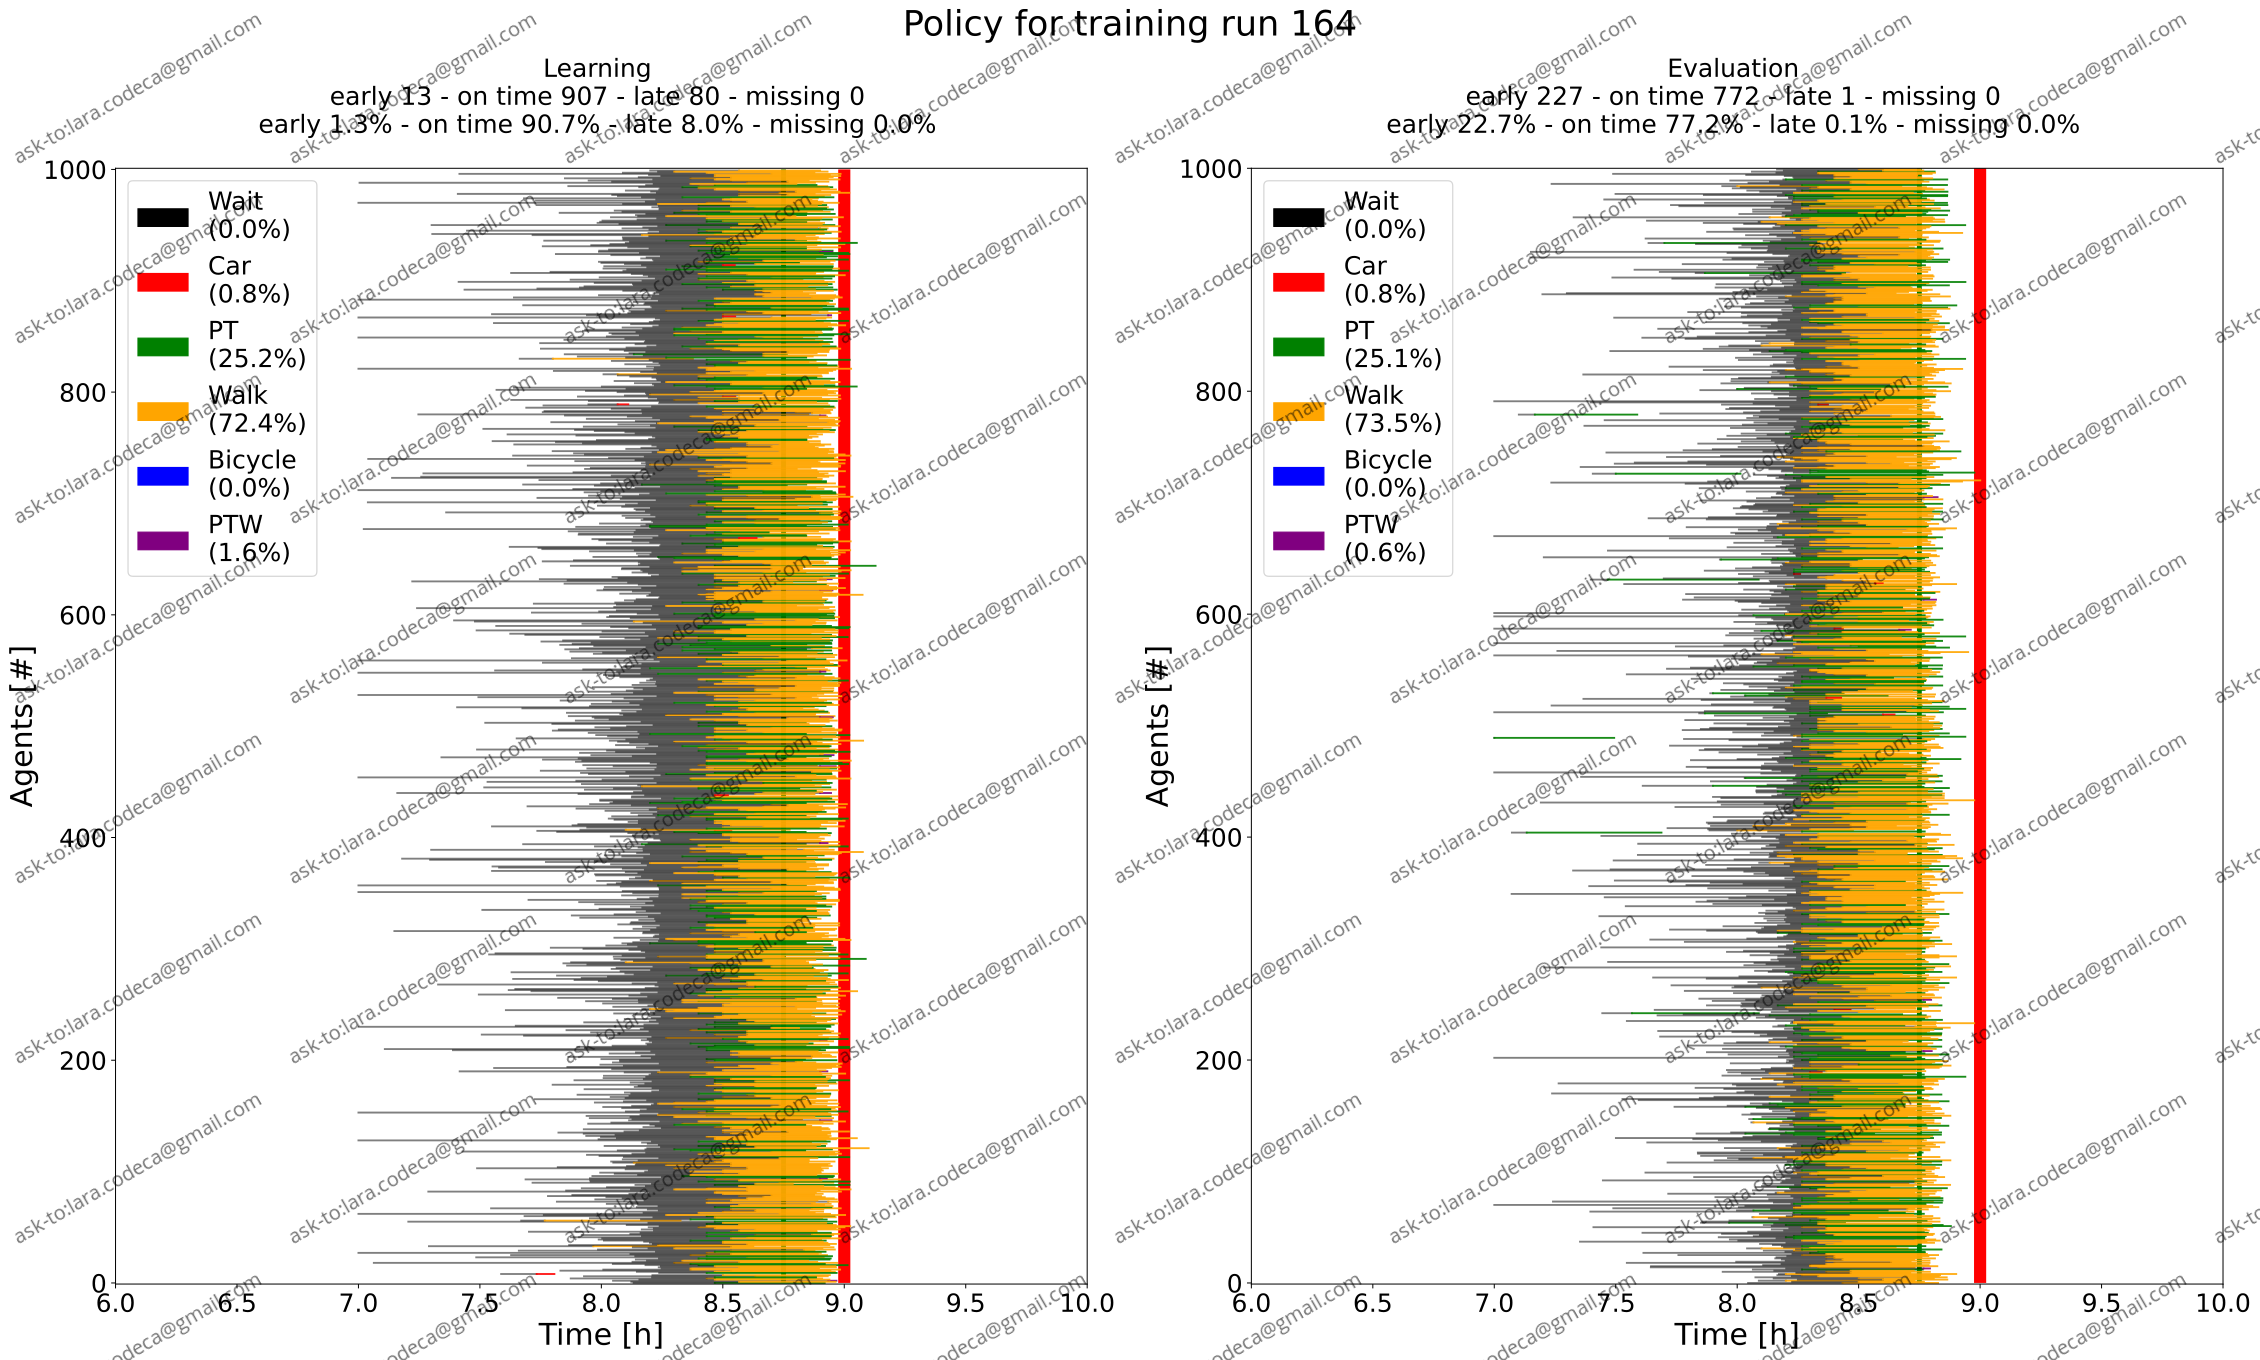 Policy for training run 164
Learning
early 13 - on time 907 - late 80 - missing 0
early 1.3% - on time 90.7% - late 8.0% - missing 0.0%
1000
800
600
400
200
0
Agents [#]
Wait
(0.0%)
Car
(0.8%)
PT
(25.2%)
Walk
(72.4%)
Bicycle
(0.0%)
PTW
(1.6%)
6.0 6.5 7.0 7.5 8.0 8.5 9.0 9.5 10.0
Time [h]
Evaluation
early 227 - on time 772 - late 1 - missing 0
early 22.7% - on time 77.2% - late 0.1% - missing 0.0%
1000
800
600
400
200
0
Agents [#]
Wait
(0.0%)
Car
(0.8%)
PT
(25.1%)
Walk
(73.5%)
Bicycle
(0.0%)
PTW
(0.6%)
6.0 6.5 7.0 7.5 8.0 8.5 9.0 9.5 10.0
Time [h]
ask-to:lara.codeca@gmail.com